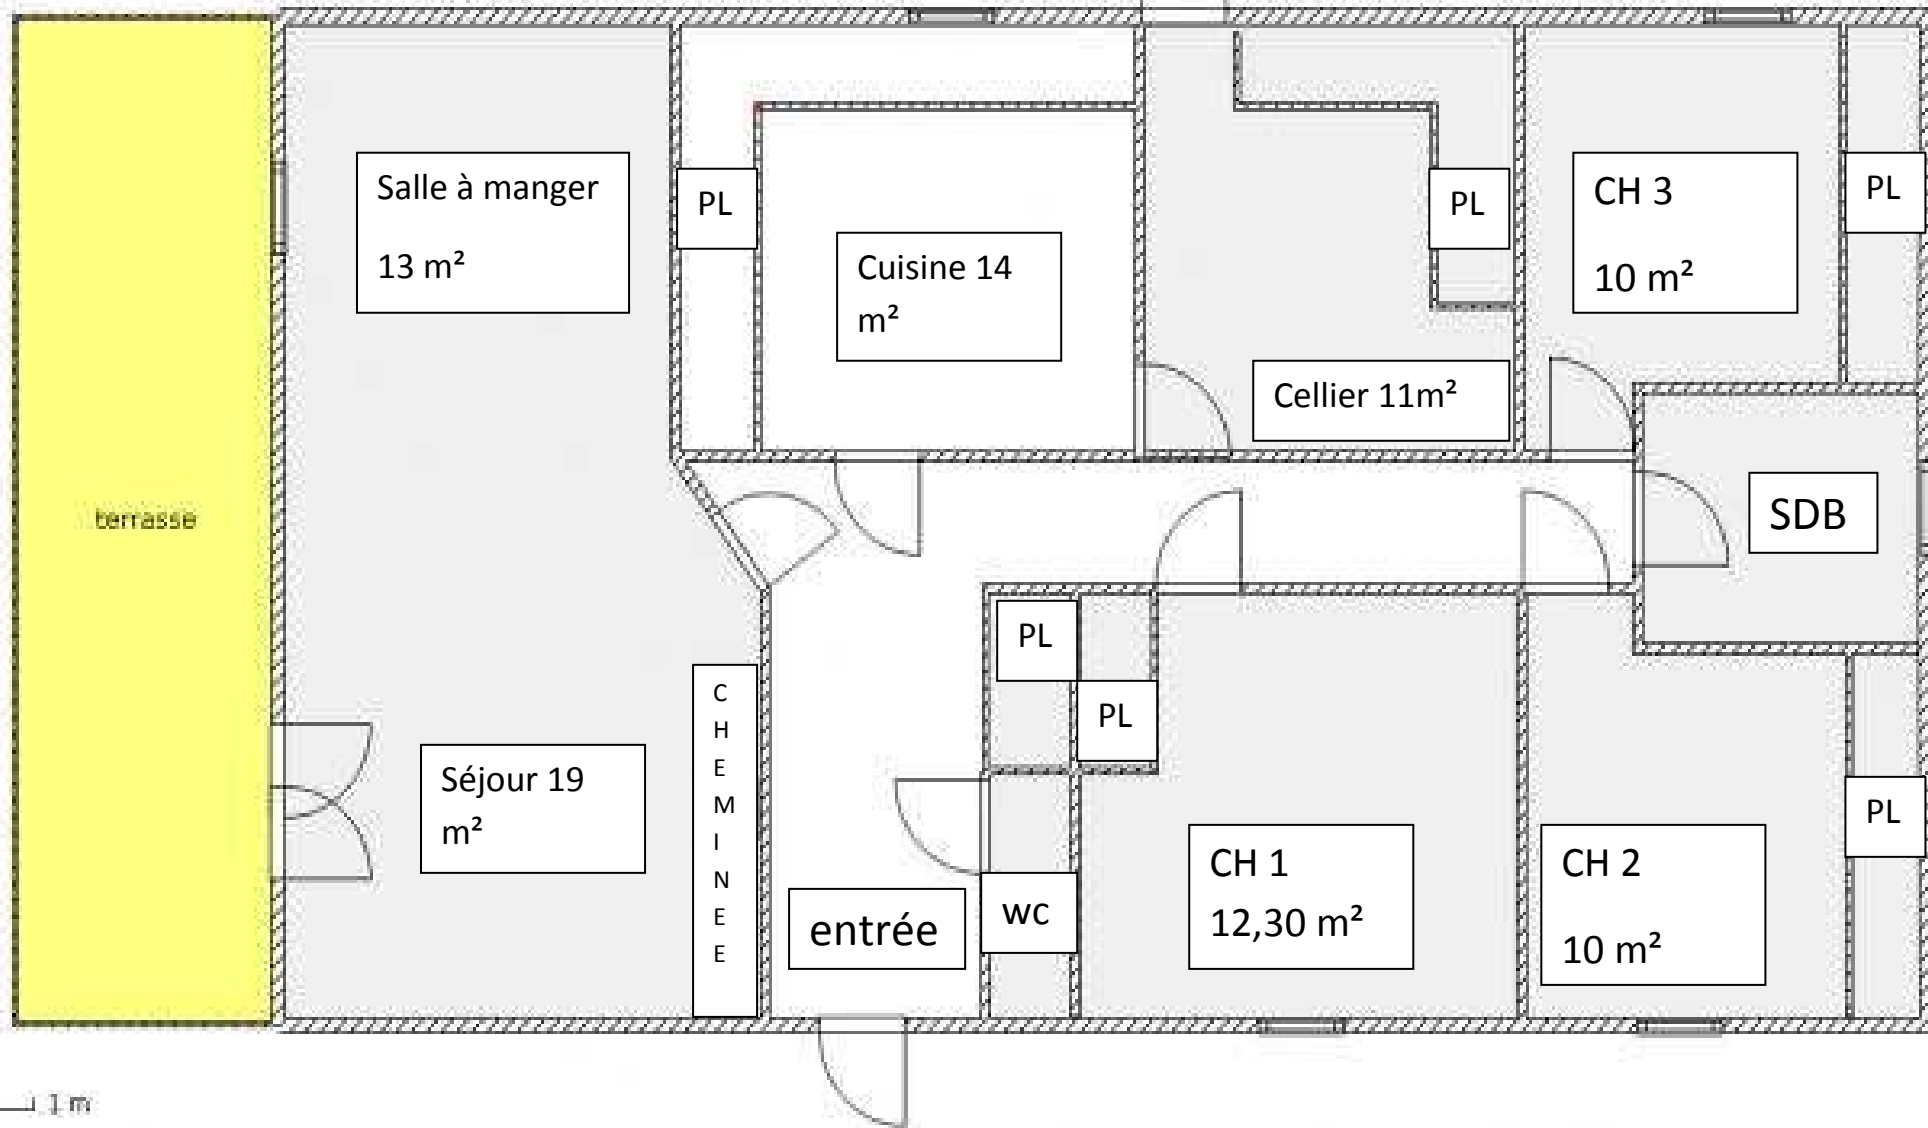 Salle à manger
13 m²
PL
Cuisine 14
m²
PL
Cellier 11m²
CH 3
10 m²
PL
terrasse
SDB
PL
PL
C
H
E
M
I
N
E
E
Séjour 19
m²
entrée
wc
CH 1
12,30 m²
CH 2
10 m²
PL
1 m